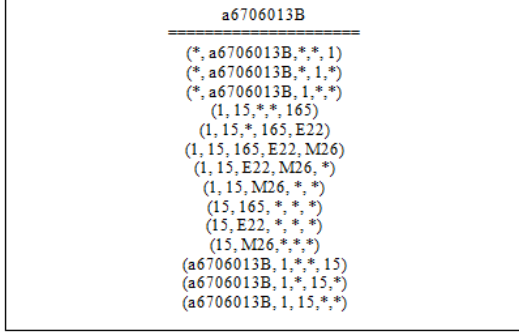 a6706013B
====================
(*, a6706013B,*,*, 1)
(*, a6706013B,*, 1,*)
(*, a6706013B, 1,*,*)
(1, 15,*,*, 165)
(1, 15,*, 165, E22)
(1, 15, 165, E22, M26)
(1, 15, E22, M26, *)
(1, 15, M26, *, *)
(15, 165, *, *, *)
(15, E22, *, *, *)
(15, M26,*,*,*)
(a6706013B, 1,*,*, 15)
(a6706013B, 1,*, 15,*)
(a6706013B, 1, 15,*,*)